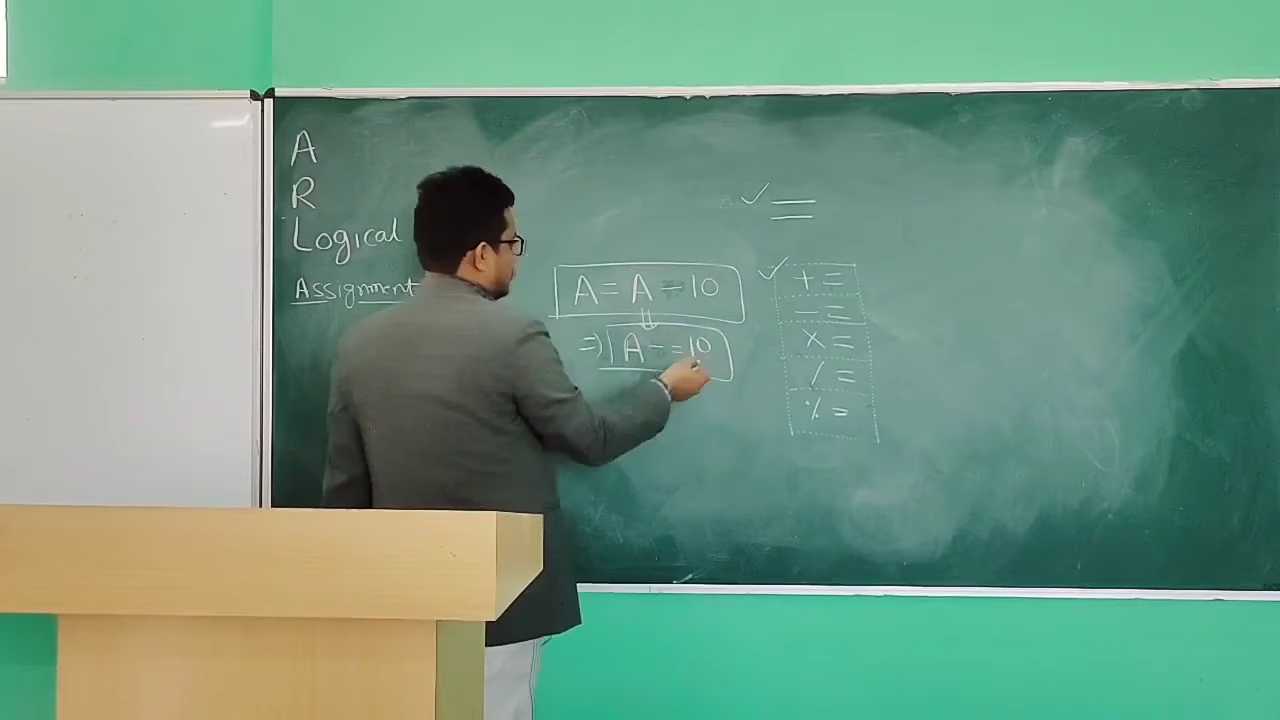 A
R
Logical
Assignment
✓ =
A = A - 10
⇓
⇒ A -= 10
✓ + =
- =
× =
/ =
% =